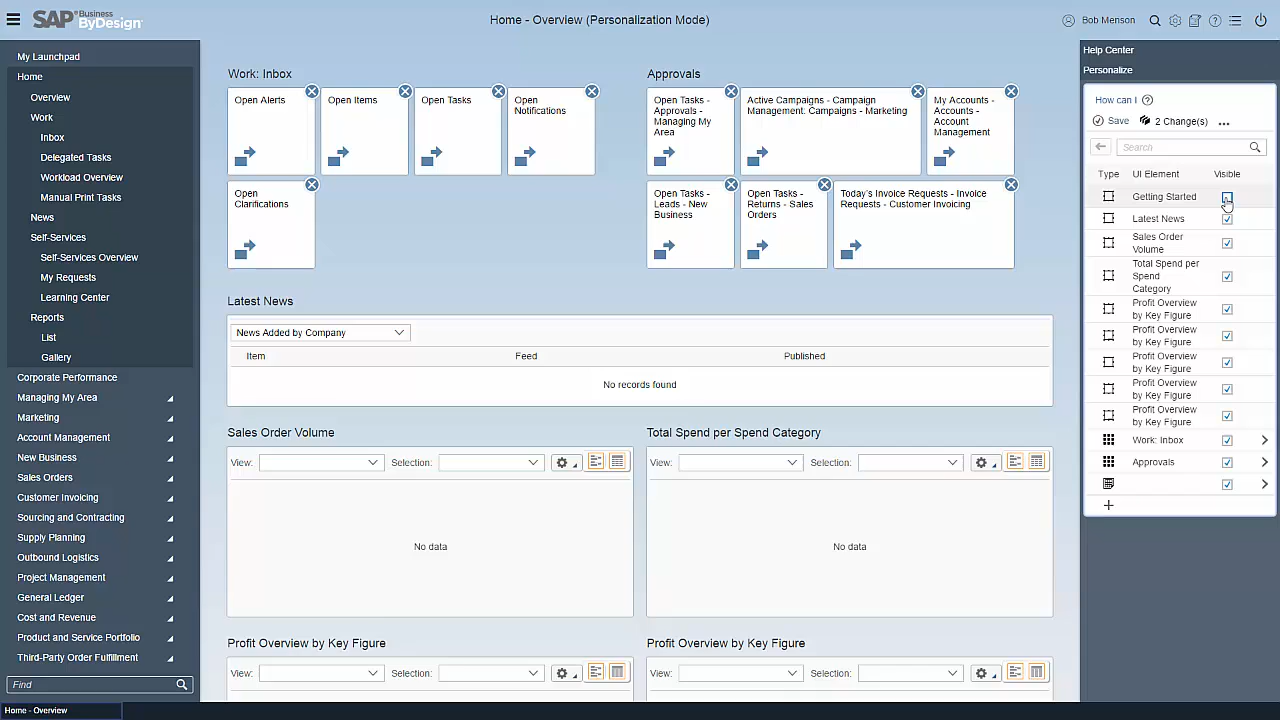 SAP Business ByDesign
Home - Overview (Personalization Mode)
Bob Menson
My Launchpad
Home
Overview
Work
Inbox
Delegated Tasks
Workload Overview
Manual Print Tasks
News
Self-Services
Self-Services Overview
My Requests
Learning Center
Reports
List
Gallery
Corporate Performance
Managing My Area
Marketing
Account Management
New Business
Sales Orders
Customer Invoicing
Sourcing and Contracting
Supply Planning
Outbound Logistics
Project Management
General Ledger
Cost and Revenue
Product and Service Portfolio
Third-Party Order Fulfillment
Find
Home - Overview
Work: Inbox
Open Alerts
Open Items
Open Tasks
Open
Notifications
Open
Clarifications
Approvals
Open Tasks -
Approvals -
Managing My
Area
Active Campaigns - Campaign
Management: Campaigns - Marketing
My Accounts -
Accounts -
Account
Management
Open Tasks -
Leads - New
Business
Open Tasks -
Returns - Sales
Orders
Today's Invoice Requests - Invoice
Requests - Customer Invoicing
Latest News
News Added by Company
Item Feed Published
No records found
Sales Order Volume
View: Selection:
No data
Total Spend per Spend Category
View: Selection:
No data
Profit Overview by Key Figure
View: Selection:
Profit Overview by Key Figure
View: Selection:
Help Center
Personalize
How can I
Save 2 Change(s) ...
Search
Type UI Element Visible
Getting Started
Latest News
Sales Order
Volume
Total Spend per
Spend
Category
Profit Overview
by Key Figure
Profit Overview
by Key Figure
Profit Overview
by Key Figure
Profit Overview
by Key Figure
Profit Overview
by Key Figure
Work: Inbox
Approvals